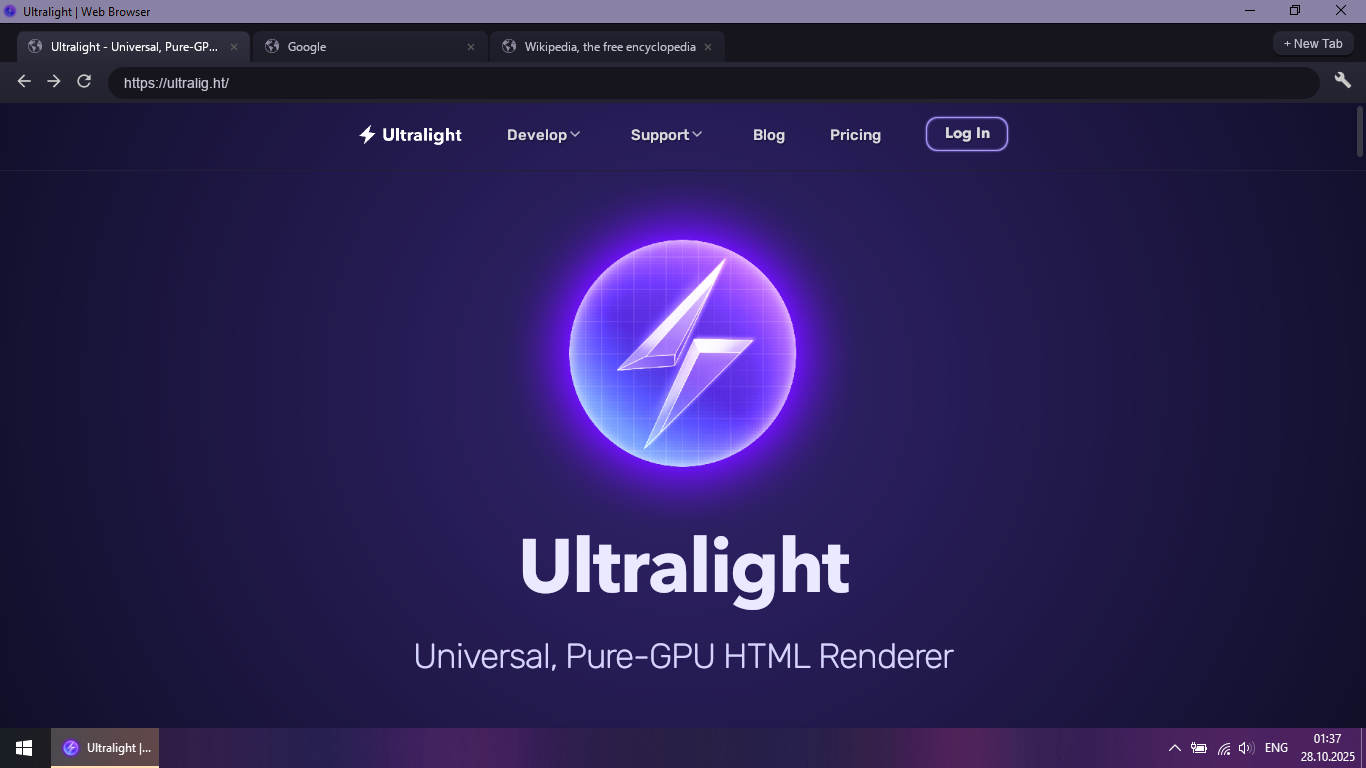 Ultralight | Web Browser
Ultralight - Universal, Pure-GP...
Google
Wikipedia, the free encyclopedia
+ New Tab
https://ultralig.ht/
Ultralight
Develop
Support
Blog
Pricing
Log In
Ultralight
Universal, Pure-GPU HTML Renderer
Ultralight |...
ENG
01:37
28.10.2025